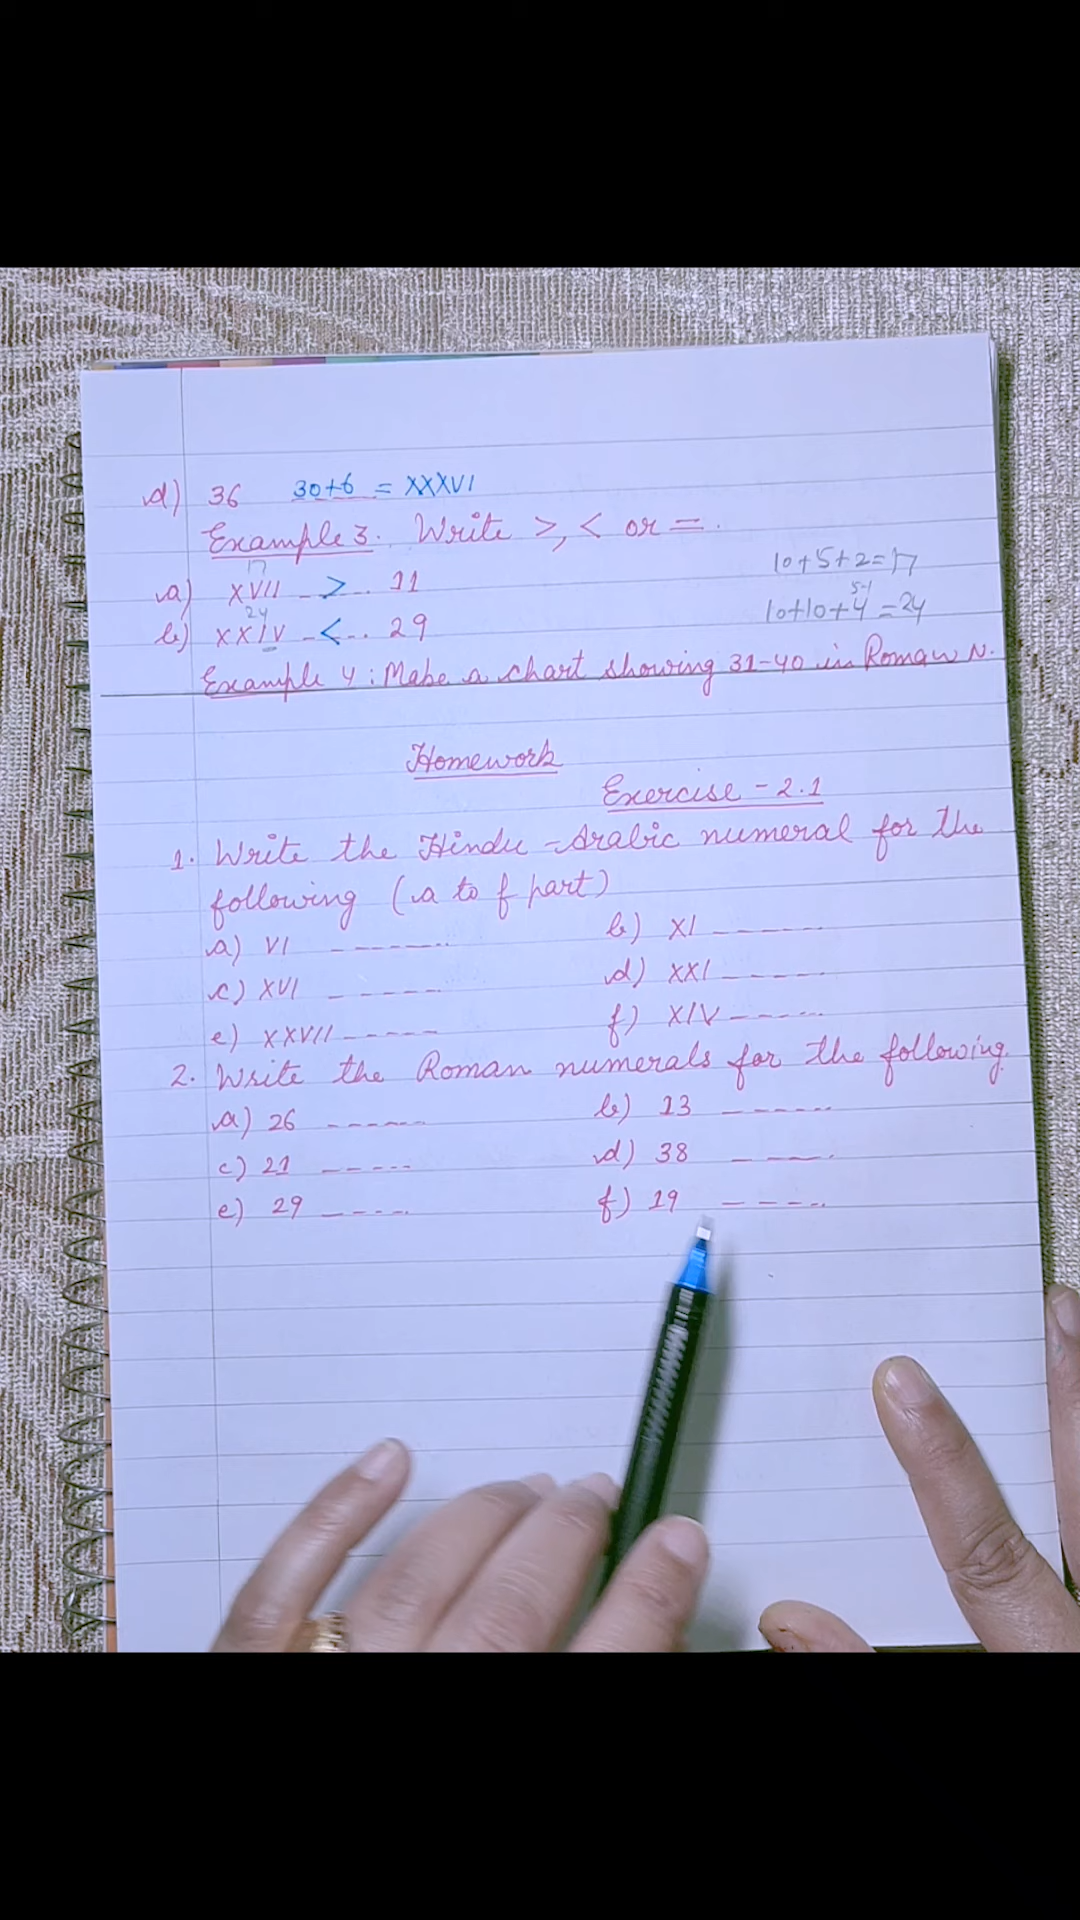 d) 36 30+6 = XXXVI
Example 3. Write >, < or =.
17
a) XVII > 11 10+5+2=17
24 5-1
b) XXIV < 29 10+10+4=24
Example 4: Make a chart showing 31-40 in Roman N.
Homework
Exercise - 2.1
1. Write the Hindu-Arabic numeral for the
following (a to f part)
a) VI ------- b) XI ------
c) XVI ------ d) XXI ------
e) XXVII ------ f) XIV ------
2. Write the Roman numerals for the following.
a) 26 ------ b) 13 ------
c) 21 ----- d) 38 -----
e) 29 ----- f) 19 -----